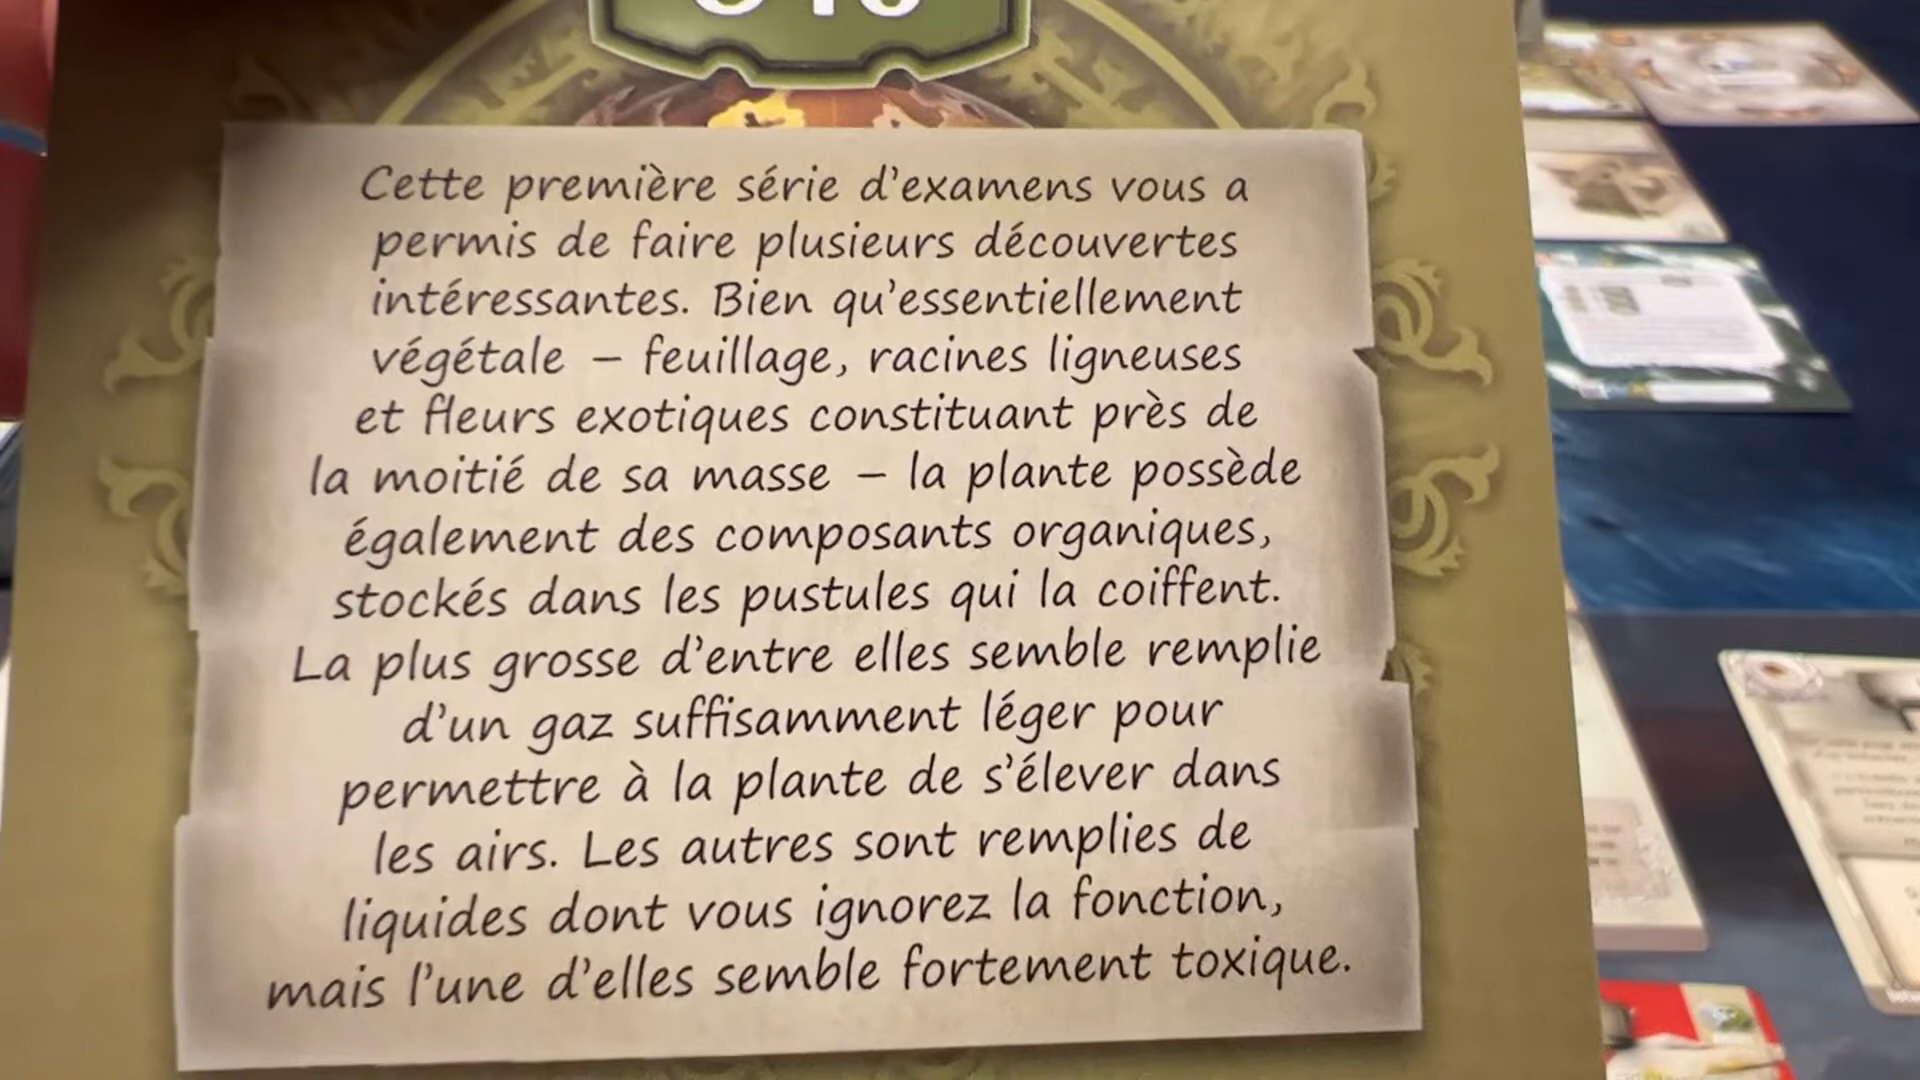 Cette première série d'examens vous a
permis de faire plusieurs découvertes
intéressantes. Bien qu'essentiellement
végétale – feuillage, racines ligneuses
et fleurs exotiques constituant près de
la moitié de sa masse – la plante possède
également des composants organiques,
stockés dans les pustules qui la coiffent.
La plus grosse d'entre elles semble remplie
d'un gaz suffisamment léger pour
permettre à la plante de s'élever dans
les airs. Les autres sont remplies de
liquides dont vous ignorez la fonction,
mais l'une d'elles semble fortement toxique.